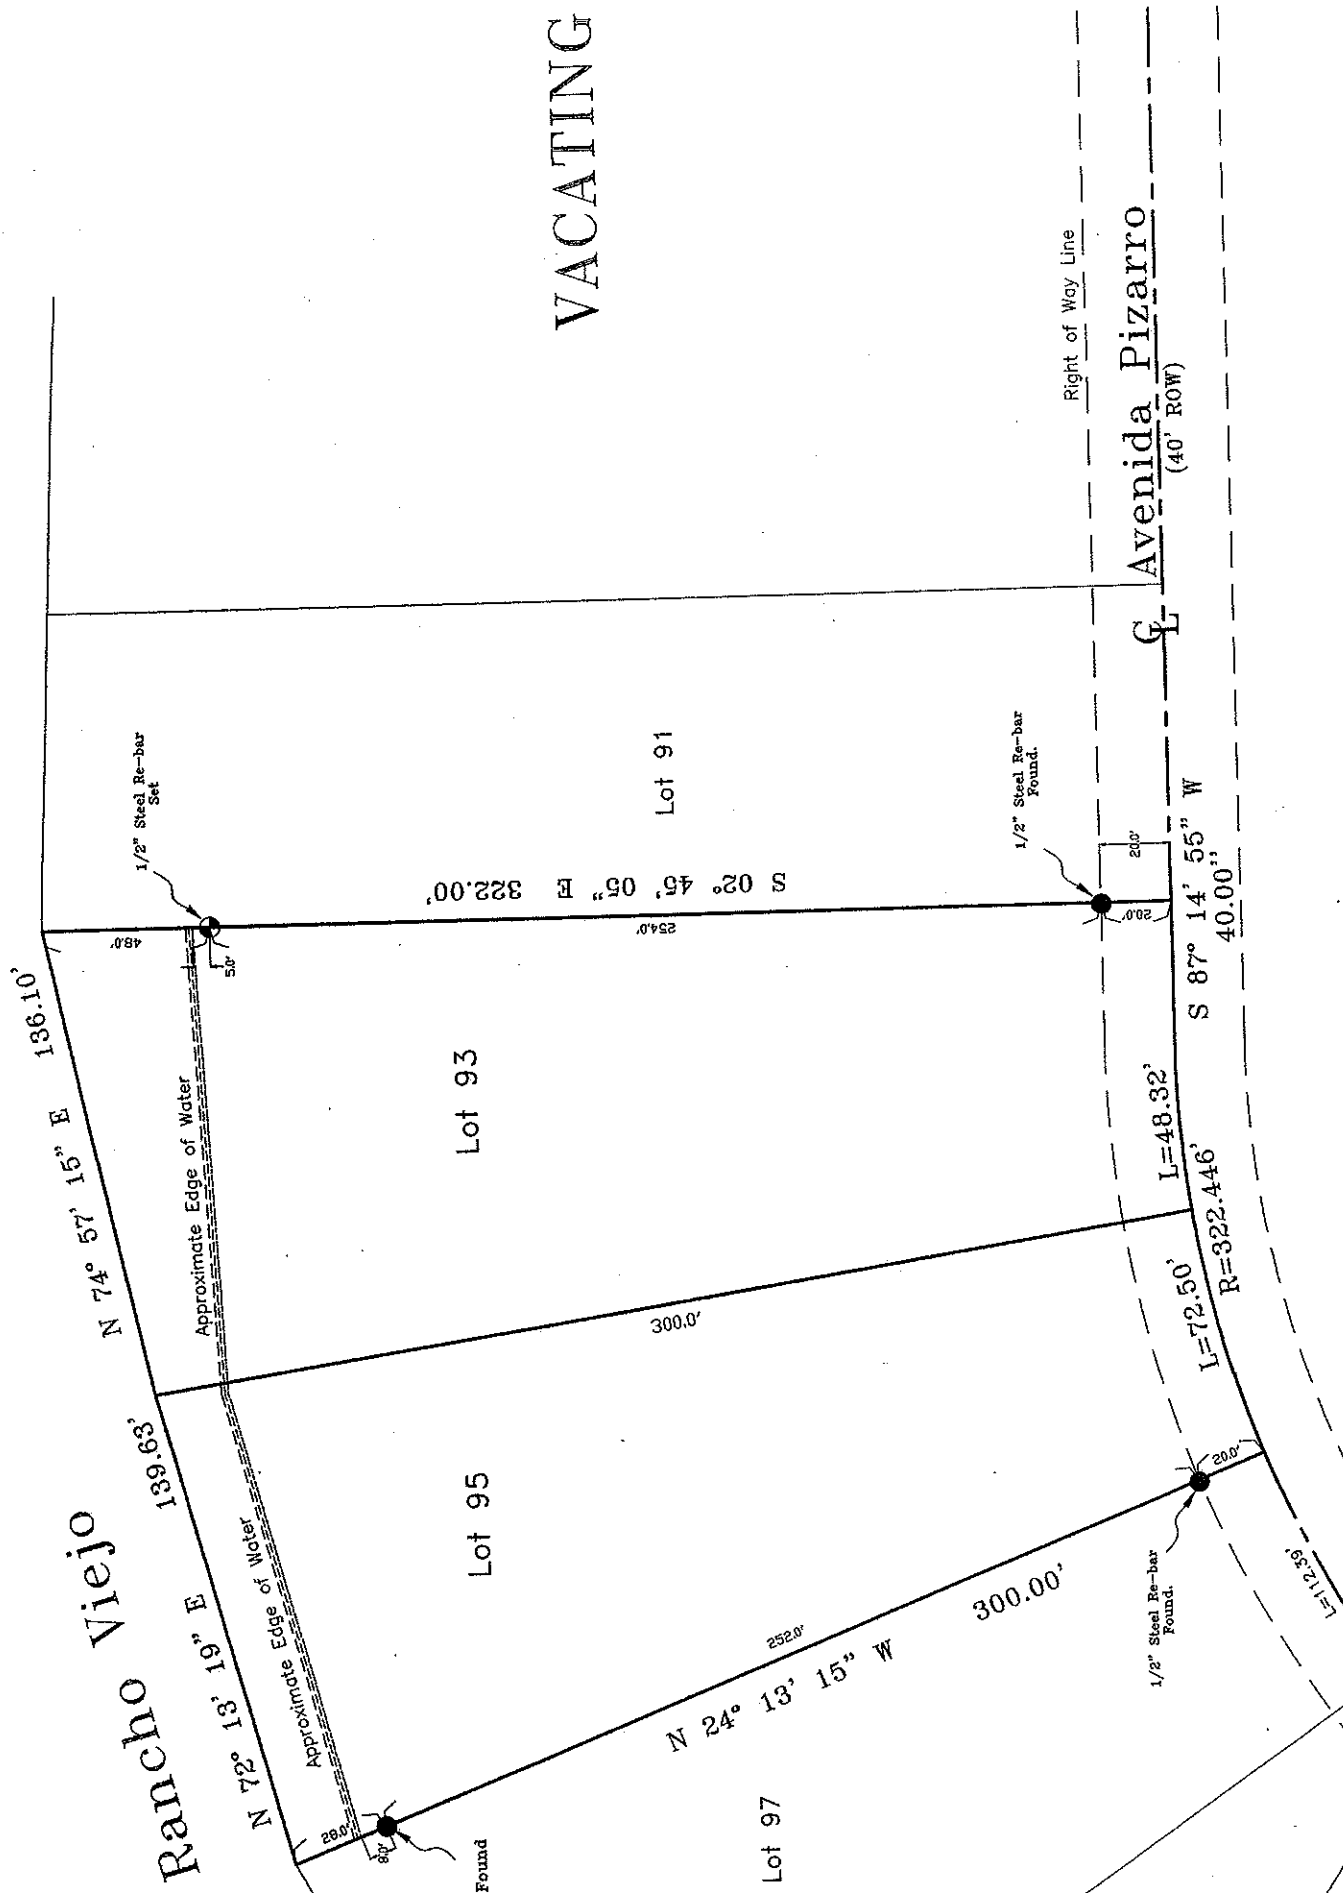 VACATING
Rancho Viejo
N 74° 57' 15" E 136.10'
N 72° 13' 19" E 139.63'
Approximate Edge of Water
Approximate Edge of Water
1/2" Steel Re-bar
Set
48.0'
5.0'
S 02° 45' 05" E 322.00'
254.0'
Lot 91
Lot 93
Lot 95
Lot 97
300.0'
28.0'
8.0'
Found
252.0'
N 24° 13' 15" W 300.00'
1/2" Steel Re-bar
Found.
20.0'
20.0'
1/2" Steel Re-bar
Found.
20.0'
Right of Way Line
CL Avenida Pizarro
(40' ROW)
S 87° 14' 55" W
40.00''
L=48.32'
R=322.446'
L=72.50'
L=112.39'